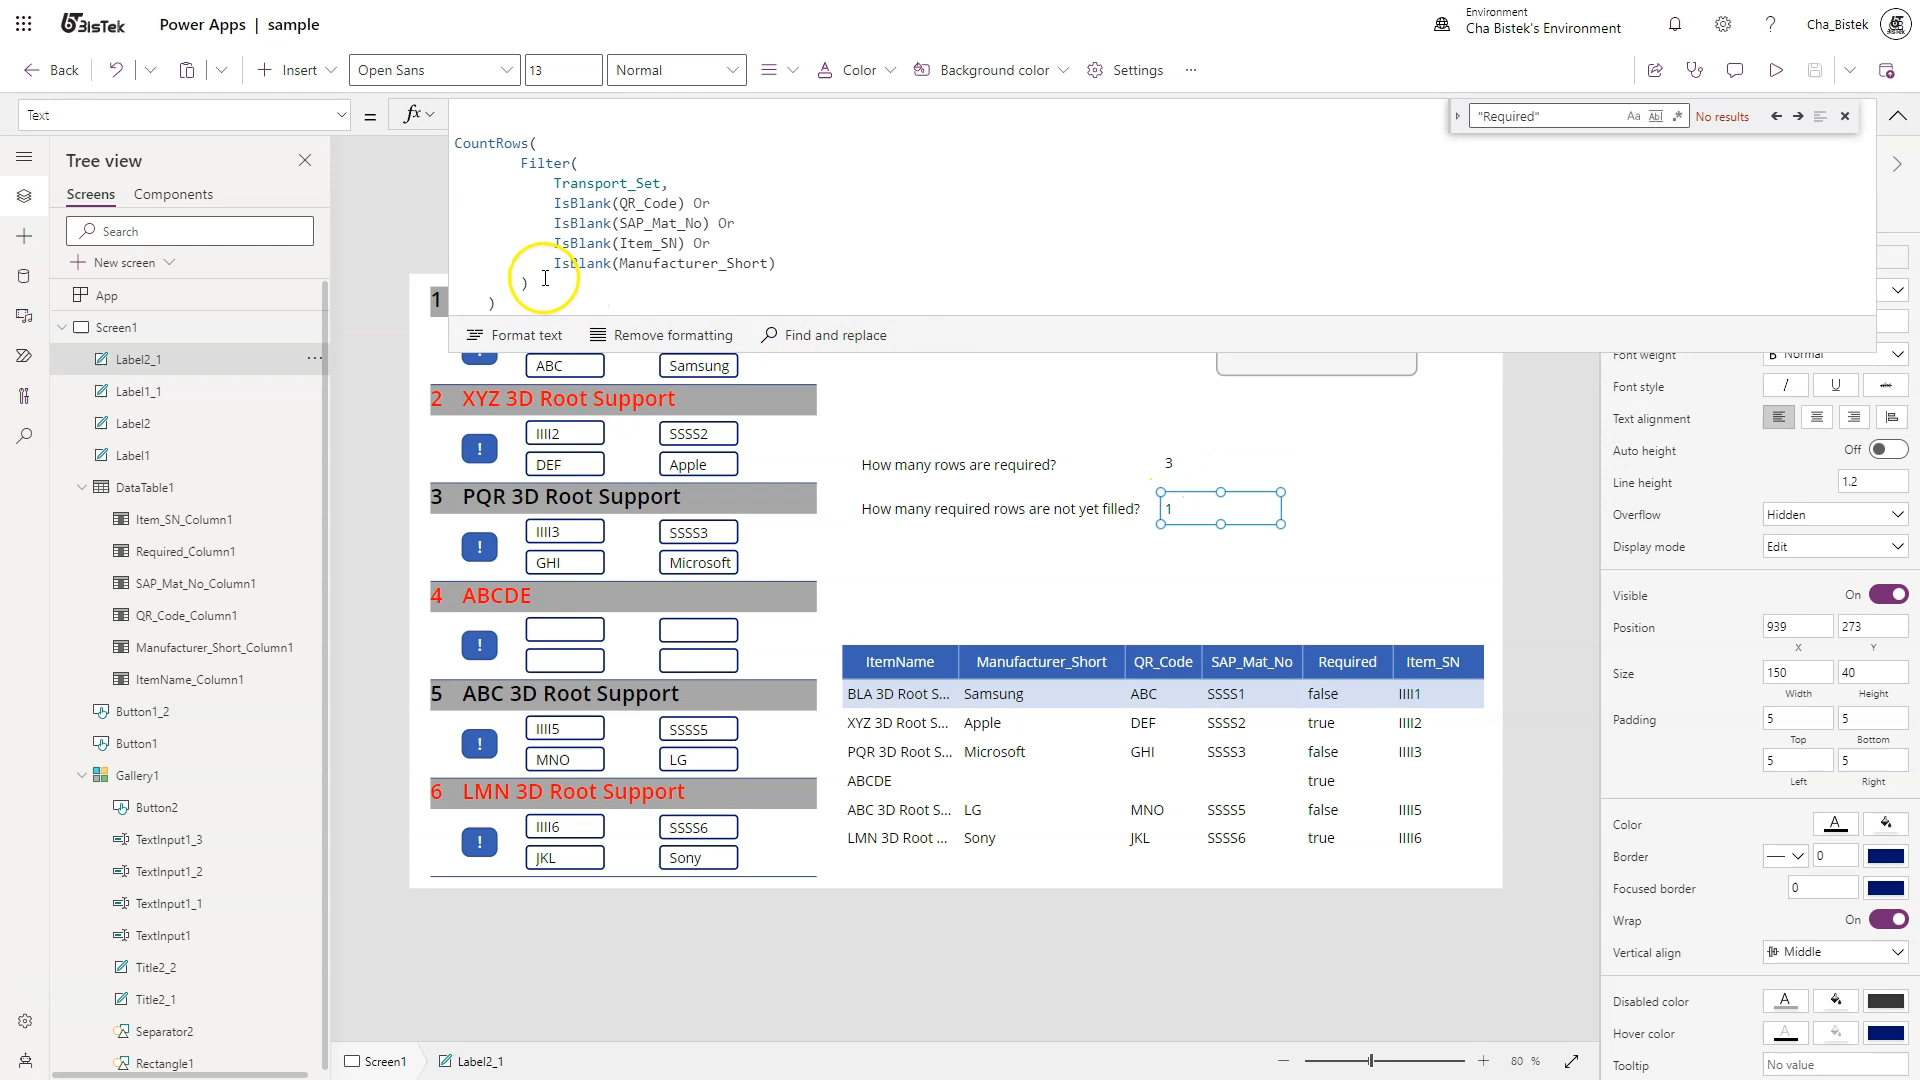 BisTek
Power Apps | sample
Environment
Cha Bistek's Environment
Cha_Bistek
Back
Insert
Open Sans
13
Normal
Color
Background color
Settings
Text
=
fx
"Required"
Aa
Abl
No results
CountRows(
Filter(
Transport_Set,
IsBlank(QR_Code) Or
IsBlank(SAP_Mat_No) Or
IsBlank(Item_SN) Or
IsBlank(Manufacturer_Short)
)
)
Format text
Remove formatting
Find and replace
Tree view
Screens
Components
Search
New screen
App
Screen1
Label2_1
Label1_1
Label2
Label1
DataTable1
Item_SN_Column1
Required_Column1
SAP_Mat_No_Column1
QR_Code_Column1
Manufacturer_Short_Column1
ItemName_Column1
Button1_2
Button1
Gallery1
Button2
TextInput1_3
TextInput1_2
TextInput1_1
TextInput1
Title2_2
Title2_1
Separator2
Rectangle1
1
ABC Samsung
2 XYZ 3D Root Support
! IIII2 SSSS2
DEF Apple
3 PQR 3D Root Support
! IIII3 SSSS3
GHI Microsoft
4 ABCDE
!
5 ABC 3D Root Support
! IIII5 SSSS5
MNO LG
6 LMN 3D Root Support
! IIII6 SSSS6
JKL Sony
How many rows are required? 3
How many required rows are not yet filled? 1
ItemName Manufacturer_Short QR_Code SAP_Mat_No Required Item_SN
BLA 3D Root S... Samsung ABC SSSS1 false IIII1
XYZ 3D Root S... Apple DEF SSSS2 true IIII2
PQR 3D Root S... Microsoft GHI SSSS3 false IIII3
ABCDE true
ABC 3D Root S... LG MNO SSSS5 false IIII5
LMN 3D Root ... Sony JKL SSSS6 true IIII6
Font weight B Normal
Font style / U abc
Text alignment
Auto height Off
Line height 1.2
Overflow Hidden
Display mode Edit
Visible On
Position 939 273
X Y
Size 150 40
Width Height
Padding 5 5
Top Bottom
5 5
Left Right
Color A
Border 0
Focused border 0
Wrap On
Vertical align Middle
Disabled color A
Hover color A
Tooltip No value
Screen1
Label2_1
80 %